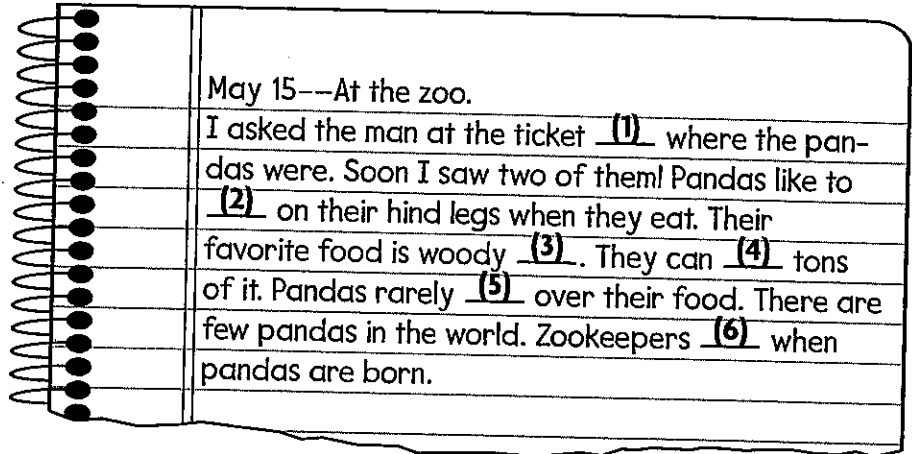 May 15--At the zoo.
I asked the man at the ticket (1) where the pan-
das were. Soon I saw two of them! Pandas like to
(2) on their hind legs when they eat. Their
favorite food is woody (3). They can (4) tons
of it. Pandas rarely (5) over their food. There are
few pandas in the world. Zookeepers (6) when
pandas are born.